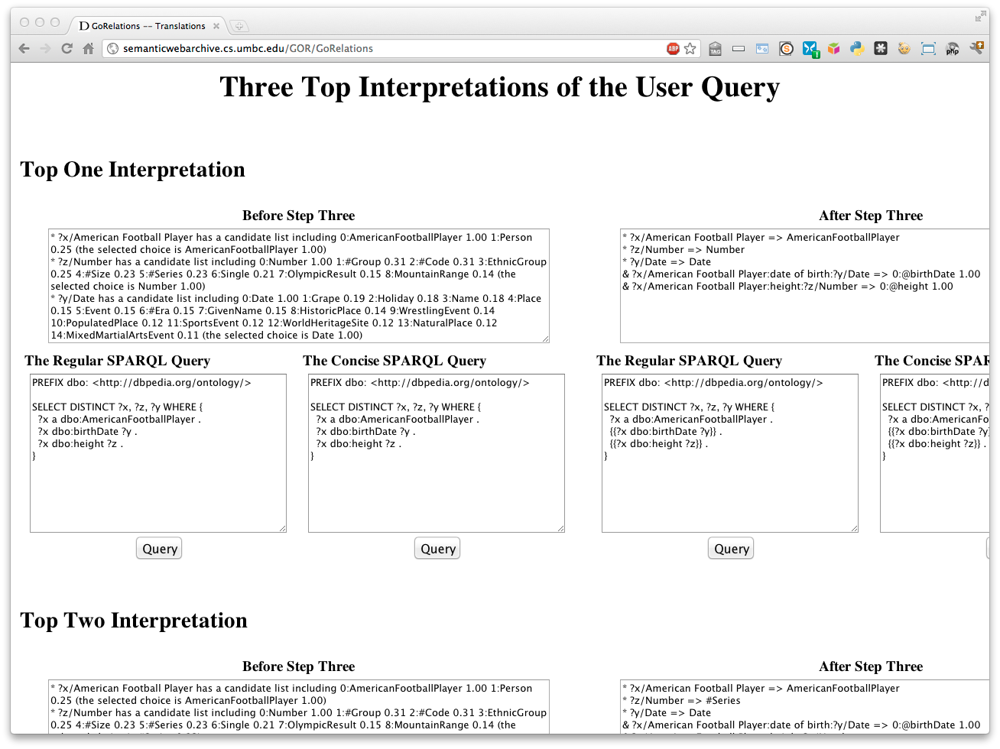 GoRelations -- Translations
semanticwebarchive.cs.umbc.edu/GOR/GoRelations
ABP
TAG
S
1
php
Three Top Interpretations of the User Query
Top One Interpretation
Before Step Three
* ?x/American Football Player has a candidate list including 0:AmericanFootballPlayer 1.00 1:Person
0.25 (the selected choice is AmericanFootballPlayer 1.00)
* ?z/Number has a candidate list including 0:Number 1.00 1:#Group 0.31 2:#Code 0.31 3:EthnicGroup
0.25 4:#Size 0.23 5:#Series 0.23 6:Single 0.21 7:OlympicResult 0.15 8:MountainRange 0.14 (the
selected choice is Number 1.00)
* ?y/Date has a candidate list including 0:Date 1.00 1:Grape 0.19 2:Holiday 0.18 3:Name 0.18 4:Place
0.15 5:Event 0.15 6:#Era 0.15 7:GivenName 0.15 8:HistoricPlace 0.14 9:WrestlingEvent 0.14
10:PopulatedPlace 0.12 11:SportsEvent 0.12 12:WorldHeritageSite 0.12 13:NaturalPlace 0.12
14:MixedMartialArtsEvent 0.11 (the selected choice is Date 1.00)
After Step Three
* ?x/American Football Player => AmericanFootballPlayer
* ?z/Number => Number
* ?y/Date => Date
& ?x/American Football Player:date of birth:?y/Date => 0:@birthDate 1.00
& ?x/American Football Player:height:?z/Number => 0:@height 1.00
The Regular SPARQL Query
PREFIX dbo: <http://dbpedia.org/ontology/>
SELECT DISTINCT ?x, ?z, ?y WHERE {
?x a dbo:AmericanFootballPlayer .
?x dbo:birthDate ?y .
?x dbo:height ?z .
}
Query
The Concise SPARQL Query
PREFIX dbo: <http://dbpedia.org/ontology/>
SELECT DISTINCT ?x, ?z, ?y WHERE {
?x a dbo:AmericanFootballPlayer .
?x dbo:birthDate ?y .
?x dbo:height ?z .
}
Query
The Regular SPARQL Query
PREFIX dbo: <http://dbpedia.org/ontology/>
SELECT DISTINCT ?x, ?z, ?y WHERE {
?x a dbo:AmericanFootballPlayer .
{{?x dbo:birthDate ?y}} .
{{?x dbo:height ?z}} .
}
Query
The Concise SPAR
PREFIX dbo: <http://d
SELECT DISTINCT ?x, ?
?x a dbo:AmericanFo
{{?x dbo:birthDate ?y}
{{?x dbo:height ?z}} .
}
Top Two Interpretation
Before Step Three
* ?x/American Football Player has a candidate list including 0:AmericanFootballPlayer 1.00 1:Person
0.25 (the selected choice is AmericanFootballPlayer 1.00)
* ?z/Number has a candidate list including 0:Number 1.00 1:#Group 0.31 2:#Code 0.31 3:EthnicGroup
0.25 4:#Size 0.23 5:#Series 0.23 6:Single 0.21 7:OlympicResult 0.15 8:MountainRange 0.14 (the
After Step Three
* ?x/American Football Player => AmericanFootballPlayer
* ?z/Number => #Series
* ?y/Date => Date
& ?x/American Football Player:date of birth:?y/Date => 0:@birthDate 1.00